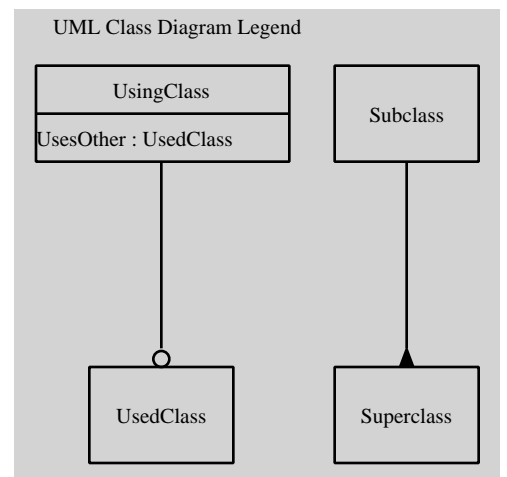 UML Class Diagram Legend
UsingClass
UsesOther : UsedClass
Subclass
UsedClass
Superclass